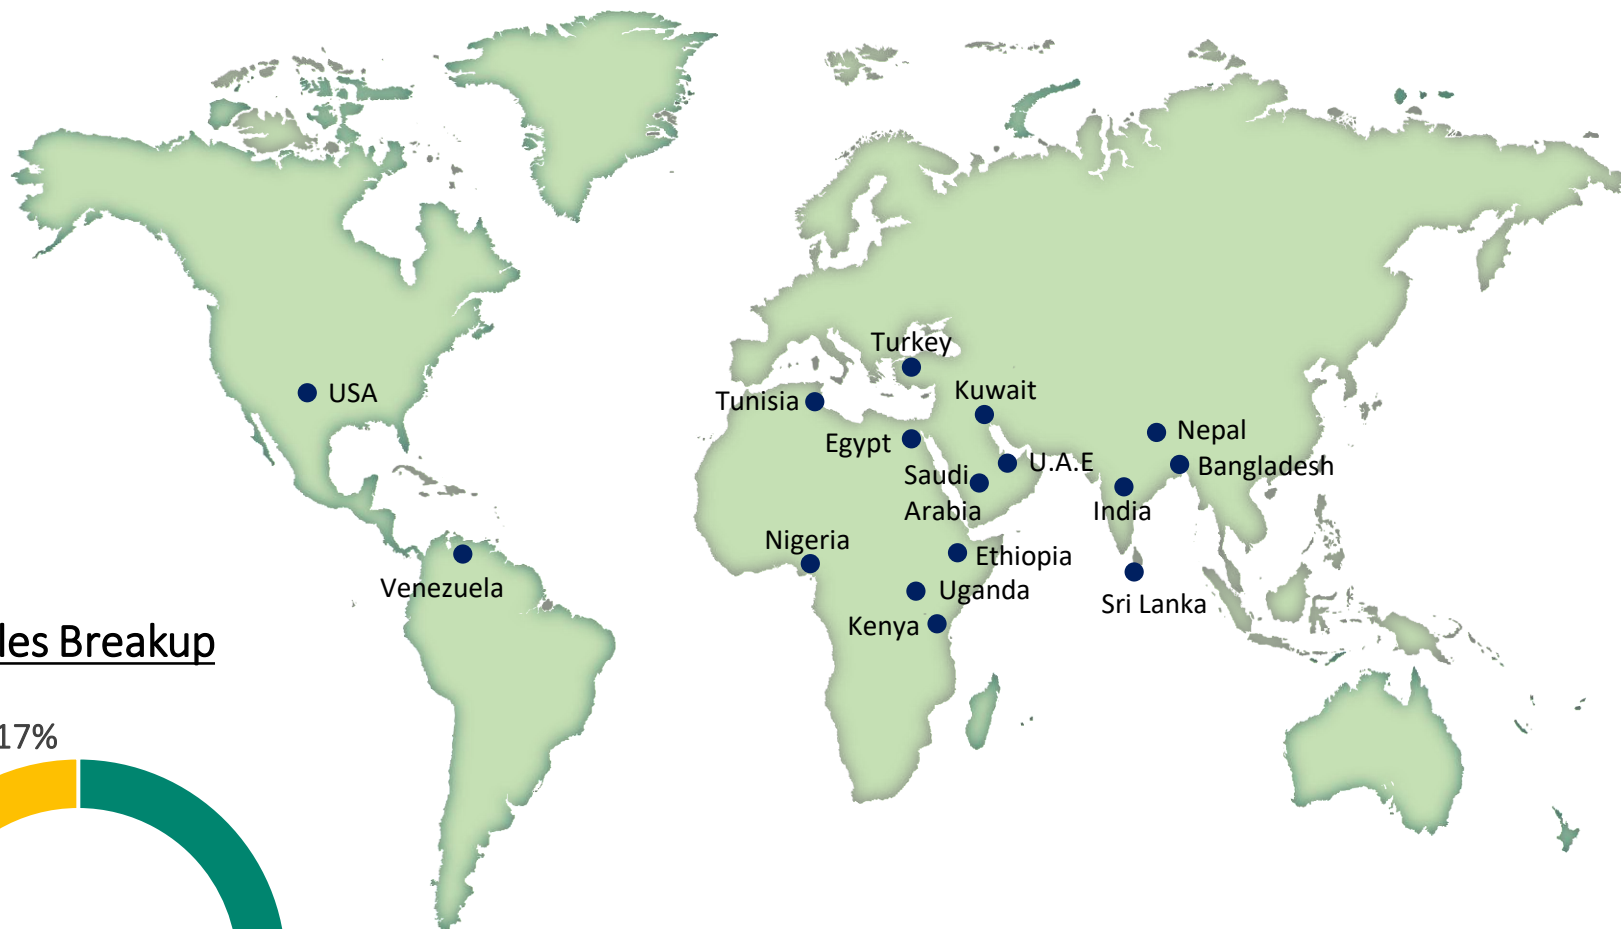 Turkey
Kuwait
USA
Tunisia
Egypt
Nepal
U.A.E
Bangladesh
Saudi
Arabia
India
Nigeria
Ethiopia
Venezuela
Uganda
Sri Lanka
Kenya
les Breakup
17%